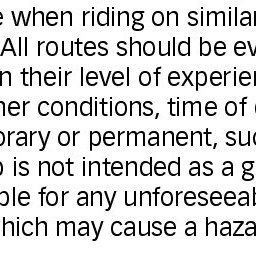 when riding on similar
All routes should be ev
n their level of experien
her conditions, time of
orary or permanent, suc
is not intended as a g
ble for any unforeseeab
hich may cause a haza